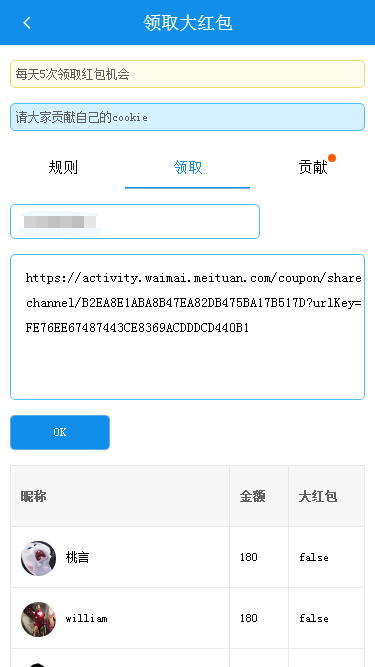 领取大红包
每天5次领取红包机会
请大家贡献自己的cookie
规则 领取 贡献
https://activity.waimai.meituan.com/coupon/share
channel/B2EA8E1ABA8B47EA82DB475BA17B517D?urlKey=
FE76EE67487443CE8369ACDDDCD440B1
OK
昵称 金额 大红包
桃言 180 false
william 180 false